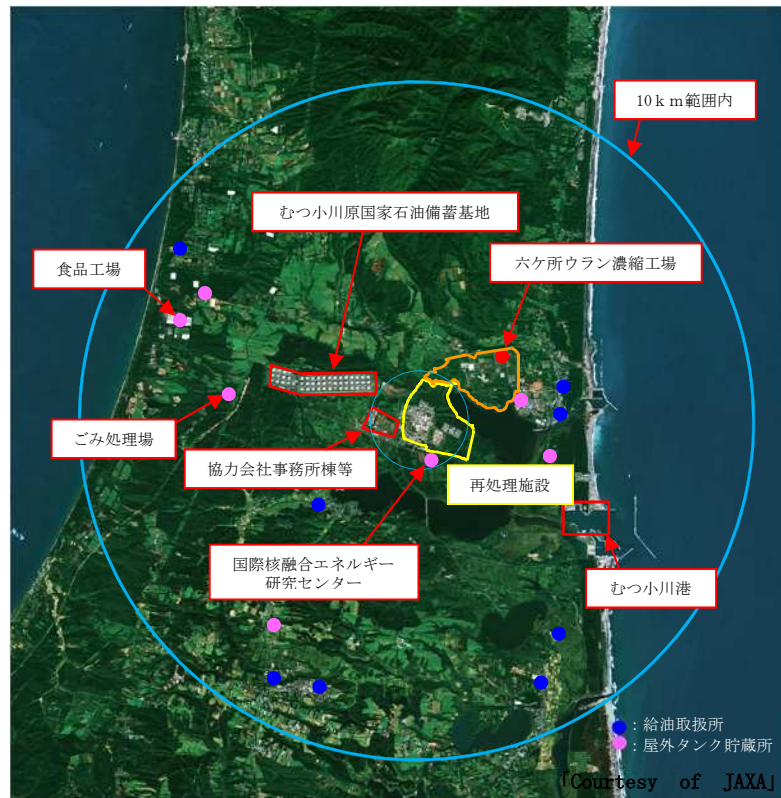 10km範囲内
むつ小川原国家石油備蓄基地
六ケ所ウラン濃縮工場
食品工場
ごみ処理場
協力会社事務所棟等
再処理施設
国際核融合エネルギー
研究センター
むつ小川港
：給油取扱所
：屋外タンク貯蔵所
「Courtesy of JAXA」